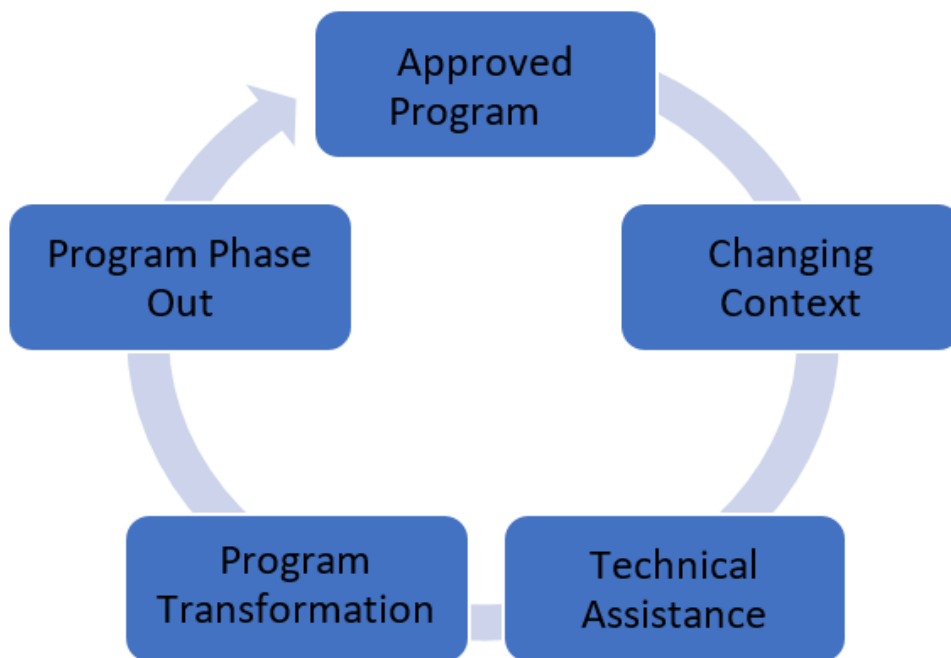 Approved
Program
Changing
Context
Technical
Assistance
Program
Transformation
Program Phase
Out